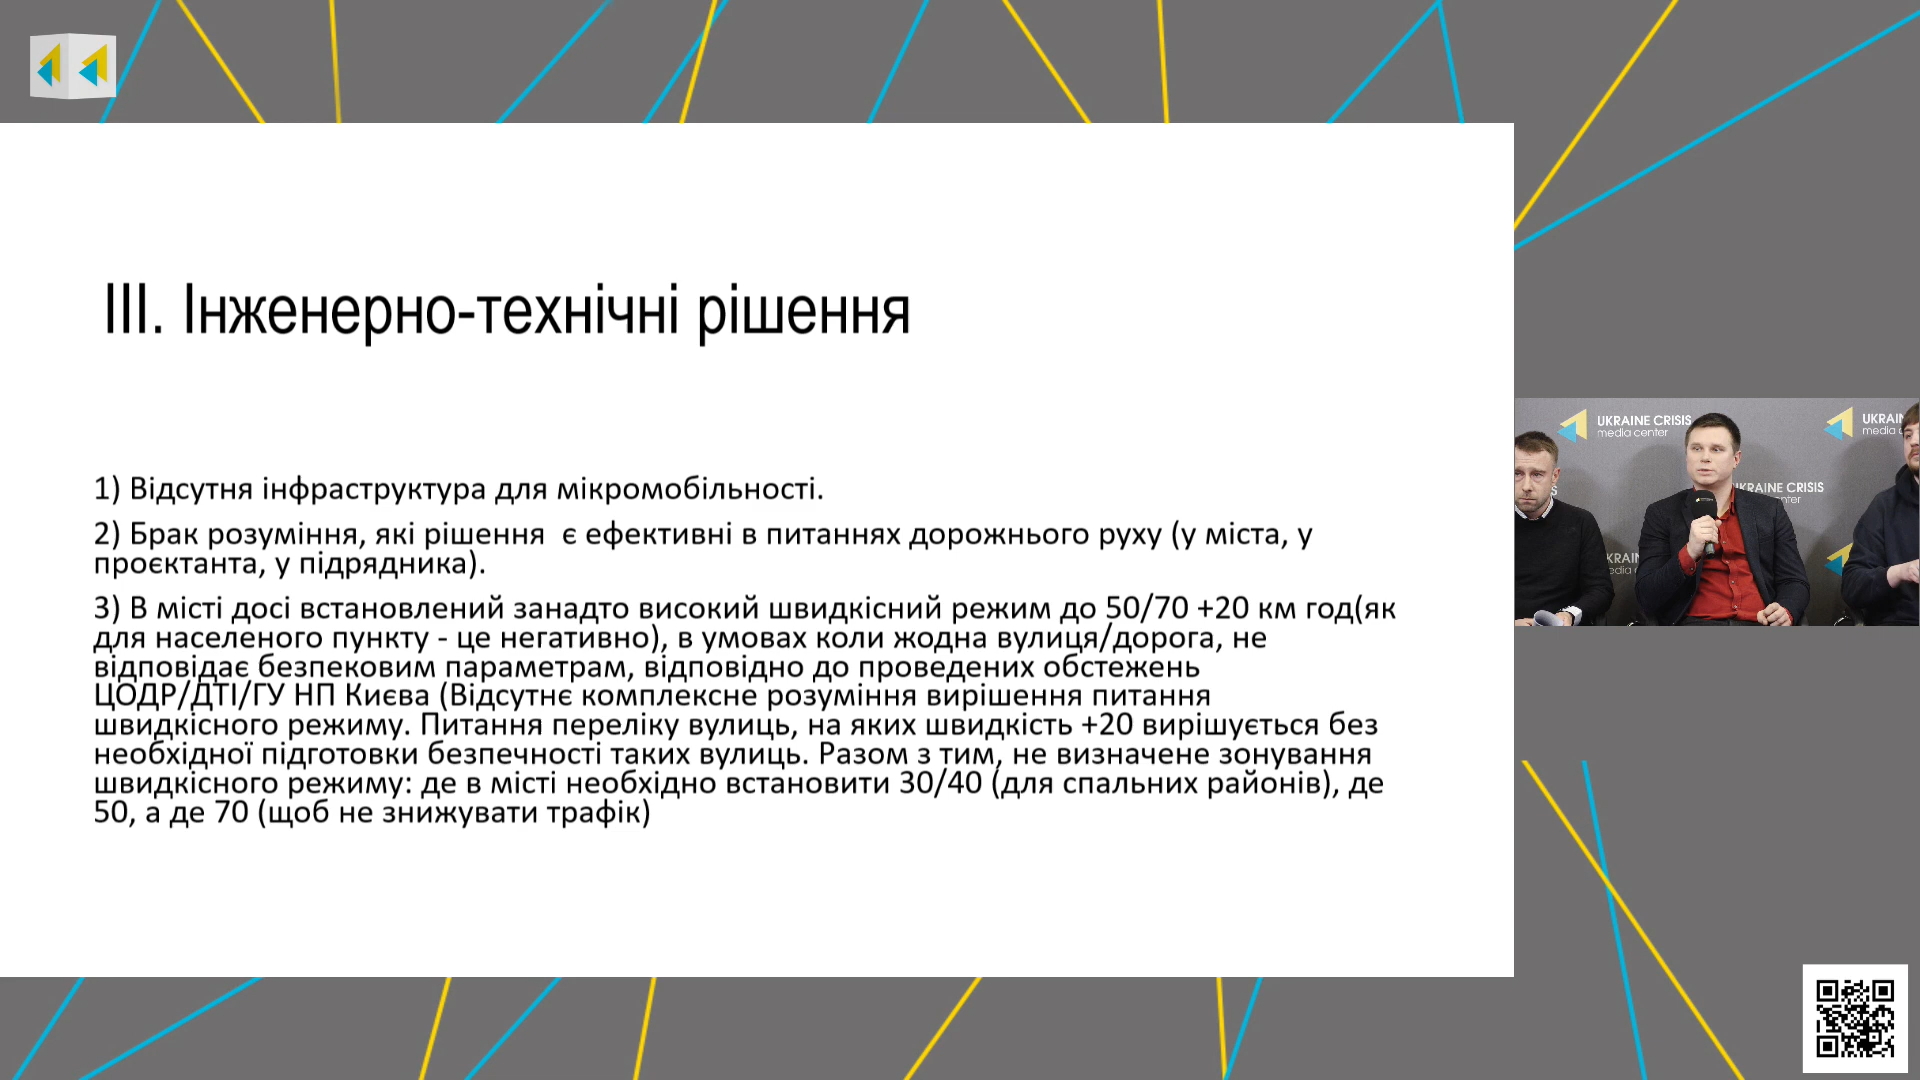 III. Інженерно-технічні рішення
1) Відсутня інфраструктура для мікромобільності.
2) Брак розуміння, які рішення є ефективні в питаннях дорожнього руху (у міста, у
проєктанта, у підрядника).
3) В місті досі встановлений занадто високий швидкісний режим до 50/70 +20 км год(як
для населеного пункту - це негативно), в умовах коли жодна вулиця/дорога, не
відповідає безпековим параметрам, відповідно до проведених обстежень
ЦОДР/ДТІ/ГУ НП Києва (Відсутнє комплексне розуміння вирішення питання
швидкісного режиму. Питання переліку вулиць, на яких швидкість +20 вирішується без
необхідної підготовки безпечності таких вулиць. Разом з тим, не визначене зонування
швидкісного режиму: де в місті необхідно встановити 30/40 (для спальних районів), де
50, а де 70 (щоб не знижувати трафік)
UKRAINE CRISIS
media center
UKRAIN
media
KRAINE CRISIS